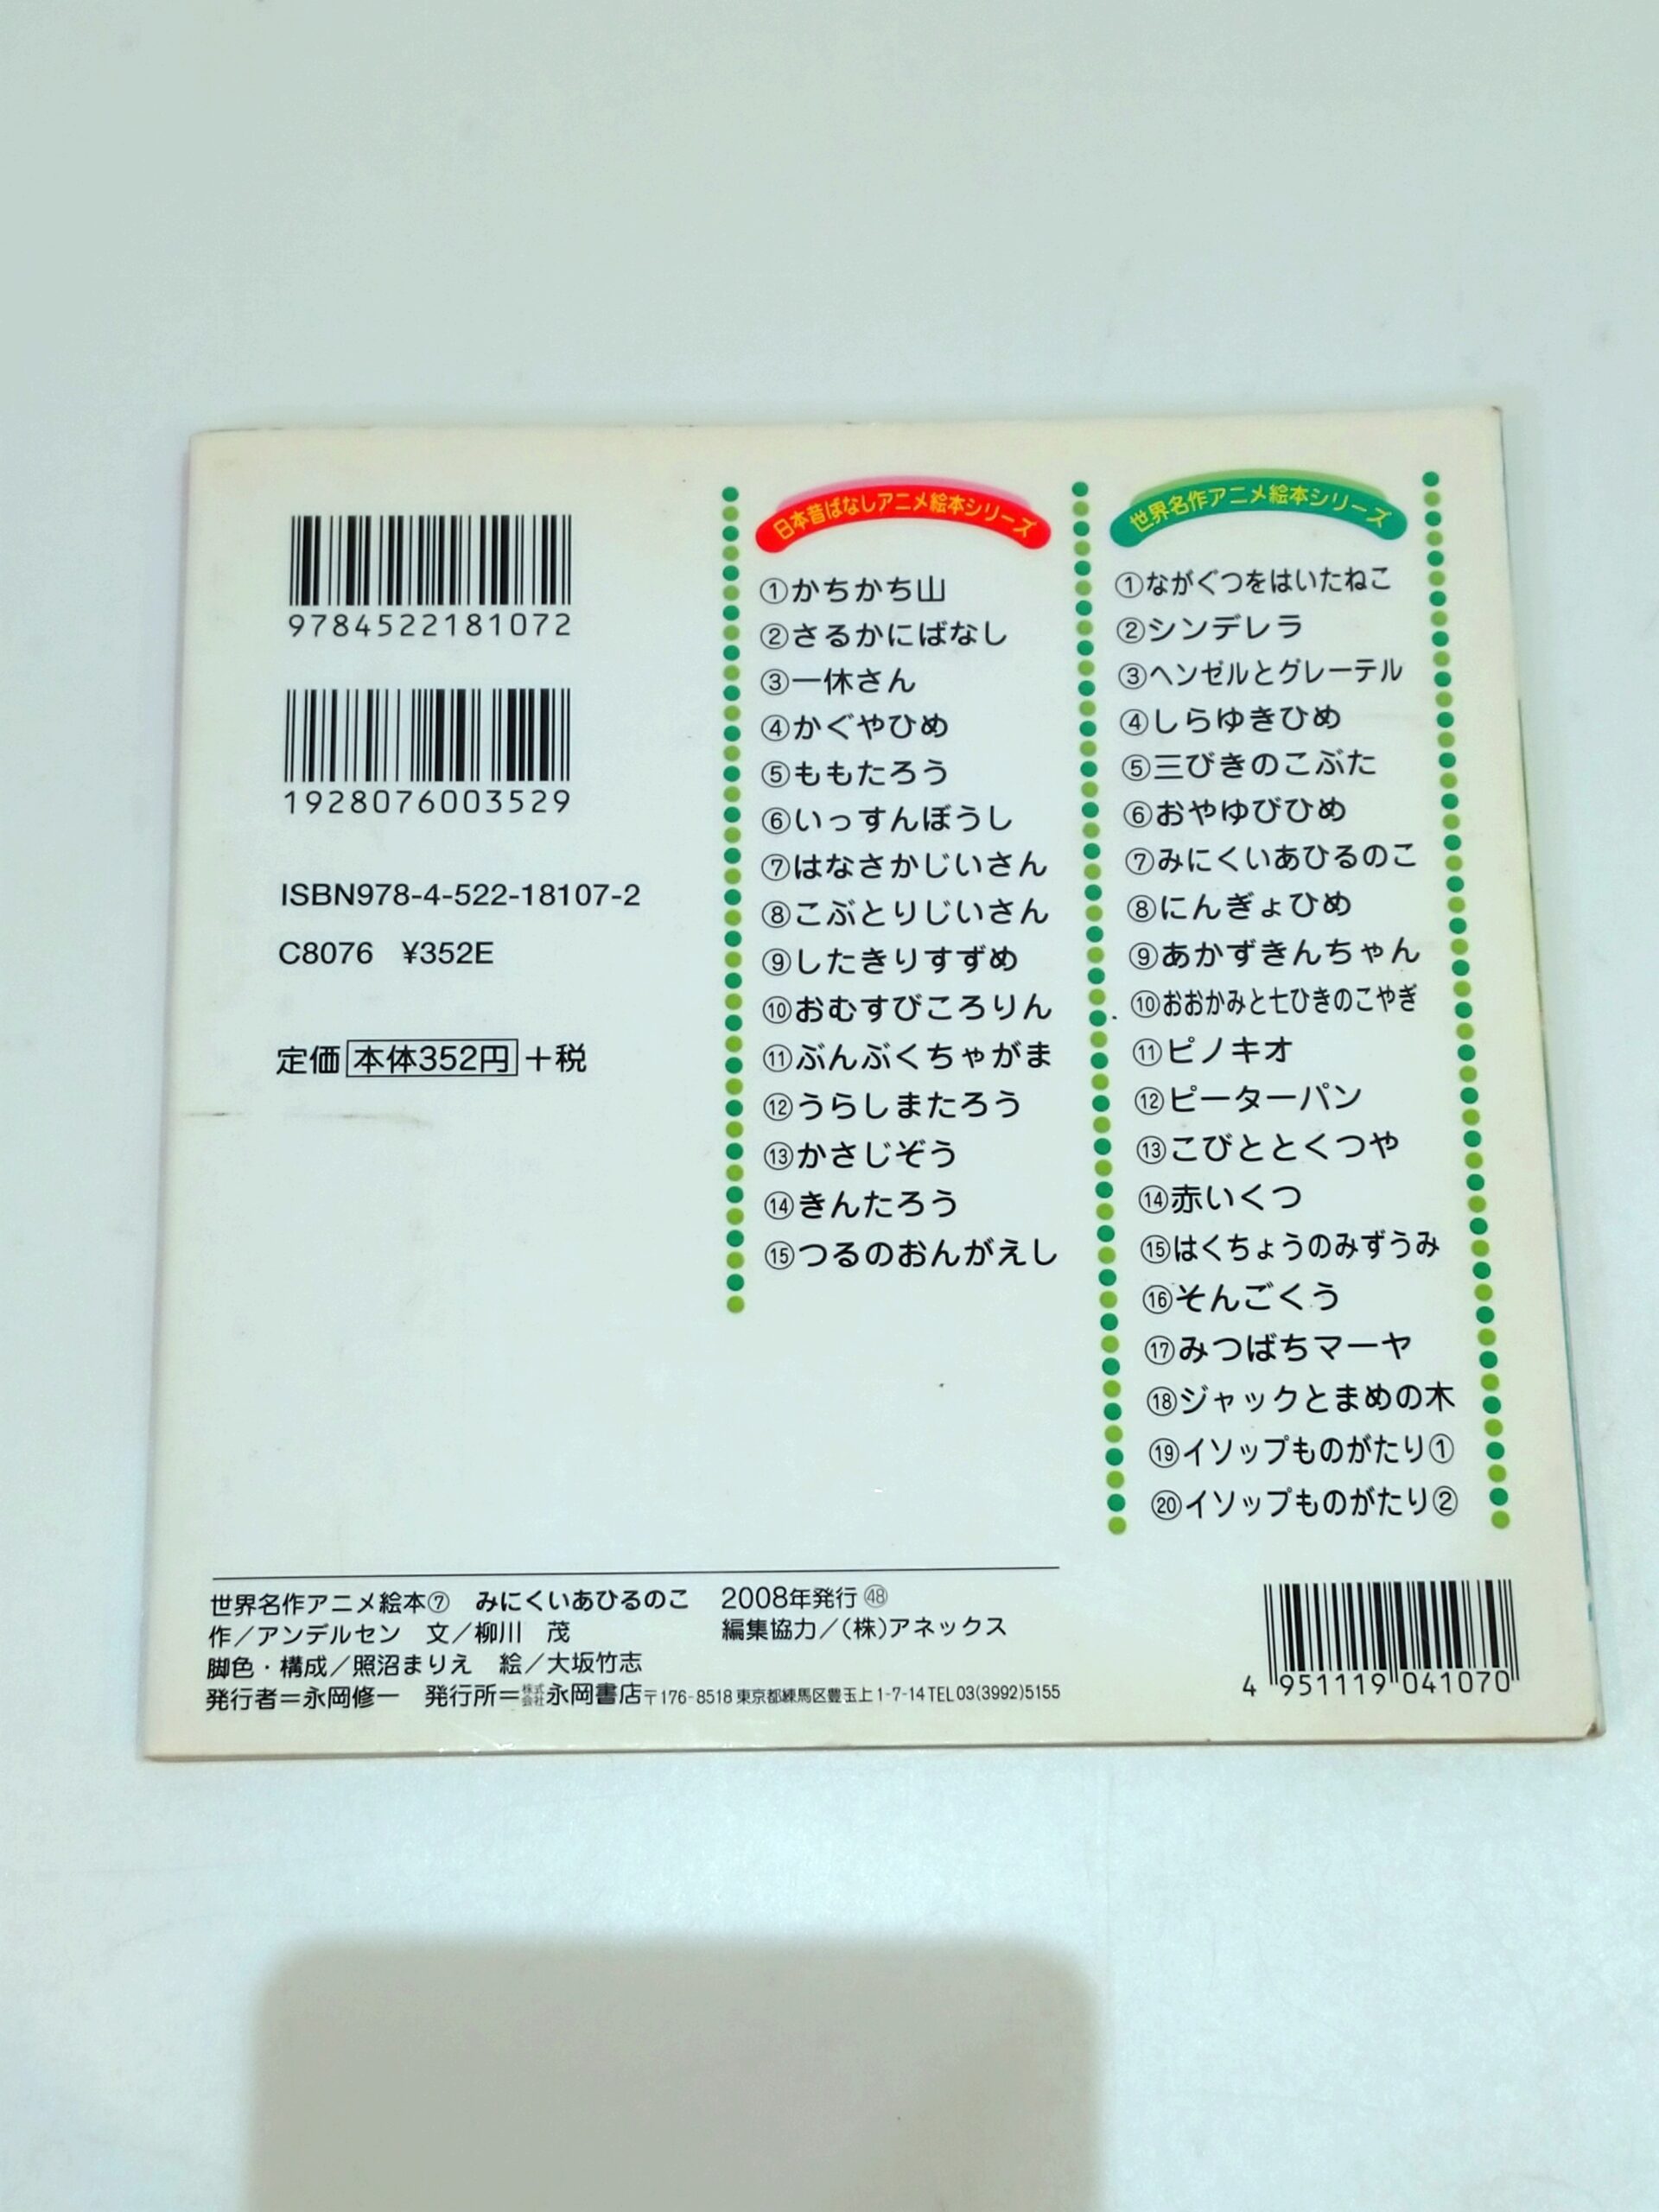 9784522181072
1928076003529
ISBN978-4-522-18107-2
C8076 ¥352E
定価 本体352円 +税
日本昔ばなしアニメ絵本シリーズ
①かちかち山
②さるかにばなし
③一休さん
④かぐやひめ
⑤ももたろう
⑥いっすんぼうし
⑦はなさかじいさん
⑧こぶとりじいさん
⑨したきりすずめ
⑩おむすびころりん
⑪ぶんぶくちゃがま
⑫うらしまたろう
⑬かさじぞう
⑭きんたろう
⑮つるのおんがえし
世界名作アニメ絵本シリーズ
①ながぐつをはいたねこ
②シンデレラ
③ヘンゼルとグレーテル
④しらゆきひめ
⑤三びきのこぶた
⑥おやゆびひめ
⑦みにくいあひるのこ
⑧にんぎょひめ
⑨あかずきんちゃん
⑩おおかみと七ひきのこやぎ
⑪ピノキオ
⑫ピーターパン
⑬こびととくつや
⑭赤いくつ
⑮はくちょうのみずうみ
⑯そんごくう
⑰みつばちマーヤ
⑱ジャックとまめの木
⑲イソップものがたり①
⑳イソップものがたり②
世界名作アニメ絵本⑦ みにくいあひるのこ 2008年発行 ㊽
作/アンデルセン 文/柳川 茂 編集協力/(株)アネックス
脚色・構成/照沼まりえ 絵/大坂竹志
発行者=永岡修一 発行所=株式会社永岡書店 〒176-8518 東京都練馬区豊玉上1-7-14 TEL 03(3992)5155
4 951119 041070